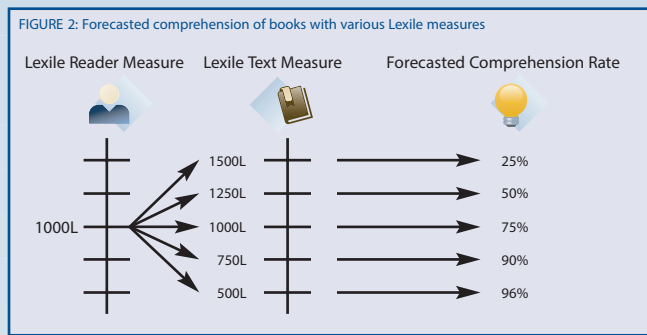 FIGURE 2: Forecasted comprehension of books with various Lexile measures
Lexile Reader Measure Lexile Text Measure Forecasted Comprehension Rate
1500L 25%
1250L 50%
1000L 1000L 75%
750L 90%
500L 96%